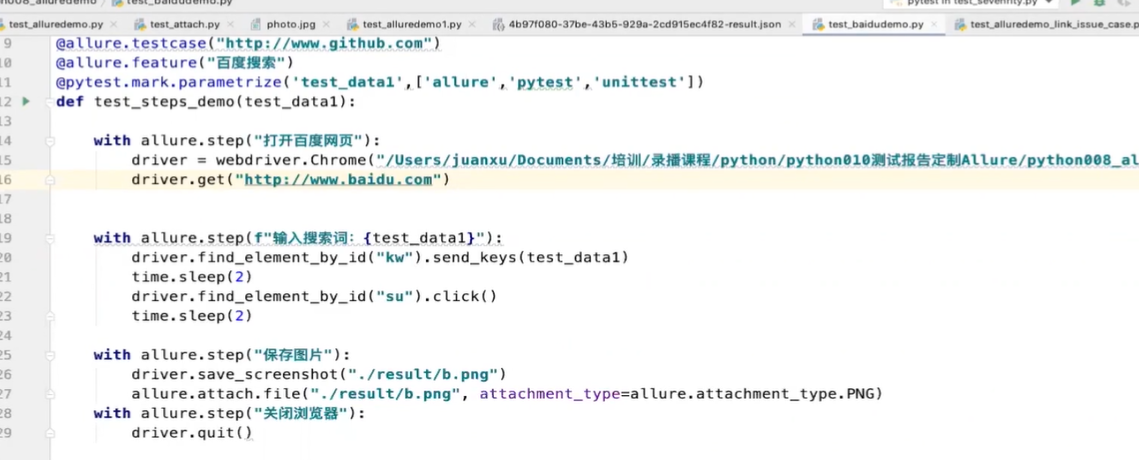 test_baidudemo.py
pytest in test_severnity.py
test_alluredemo.py test_attach.py photo.jpg test_alluredemo1.py 4b97f080-37be-43b5-929a-2cd915ec4f82-result.json test_baidudemo.py test_alluredemo_link_issue_case.p
9 @allure.testcase("http://www.github.com")
10 @allure.feature("百度搜索")
11 @pytest.mark.parametrize('test_data1',['allure','pytest','unittest'])
12 def test_steps_demo(test_data1):
13
14 with allure.step("打开百度网页"):
15 driver = webdriver.Chrome("/Users/juanxu/Documents/培训/录播课程/python/python010测试报告定制Allure/python008_al
16 driver.get("http://www.baidu.com")
17
18
19 with allure.step(f"输入搜索词：{test_data1}"):
20 driver.find_element_by_id("kw").send_keys(test_data1)
21 time.sleep(2)
22 driver.find_element_by_id("su").click()
23 time.sleep(2)
24
25 with allure.step("保存图片"):
26 driver.save_screenshot("./result/b.png")
27 allure.attach.file("./result/b.png", attachment_type=allure.attachment_type.PNG)
28 with allure.step("关闭浏览器"):
29 driver.quit()